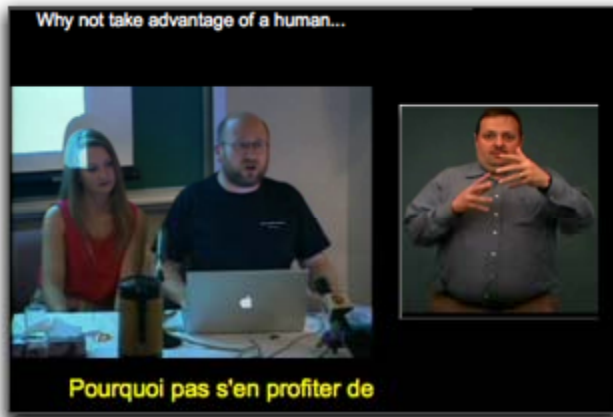 Why not take advantage of a human...
Pourquoi pas s'en profiter de